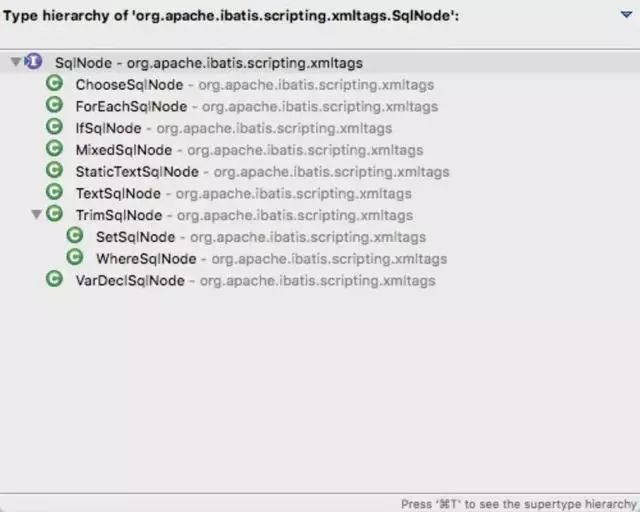 Type hierarchy of 'org.apache.ibatis.scripting.xmltags.SqlNode':
SqlNode - org.apache.ibatis.scripting.xmltags
ChooseSqlNode - org.apache.ibatis.scripting.xmltags
ForEachSqlNode - org.apache.ibatis.scripting.xmltags
IfSqlNode - org.apache.ibatis.scripting.xmltags
MixedSqlNode - org.apache.ibatis.scripting.xmltags
StaticTextSqlNode - org.apache.ibatis.scripting.xmltags
TextSqlNode - org.apache.ibatis.scripting.xmltags
TrimSqlNode - org.apache.ibatis.scripting.xmltags
SetSqlNode - org.apache.ibatis.scripting.xmltags
WhereSqlNode - org.apache.ibatis.scripting.xmltags
VarDeclSqlNode - org.apache.ibatis.scripting.xmltags
Press '⌘T' to see the supertype hierarchy